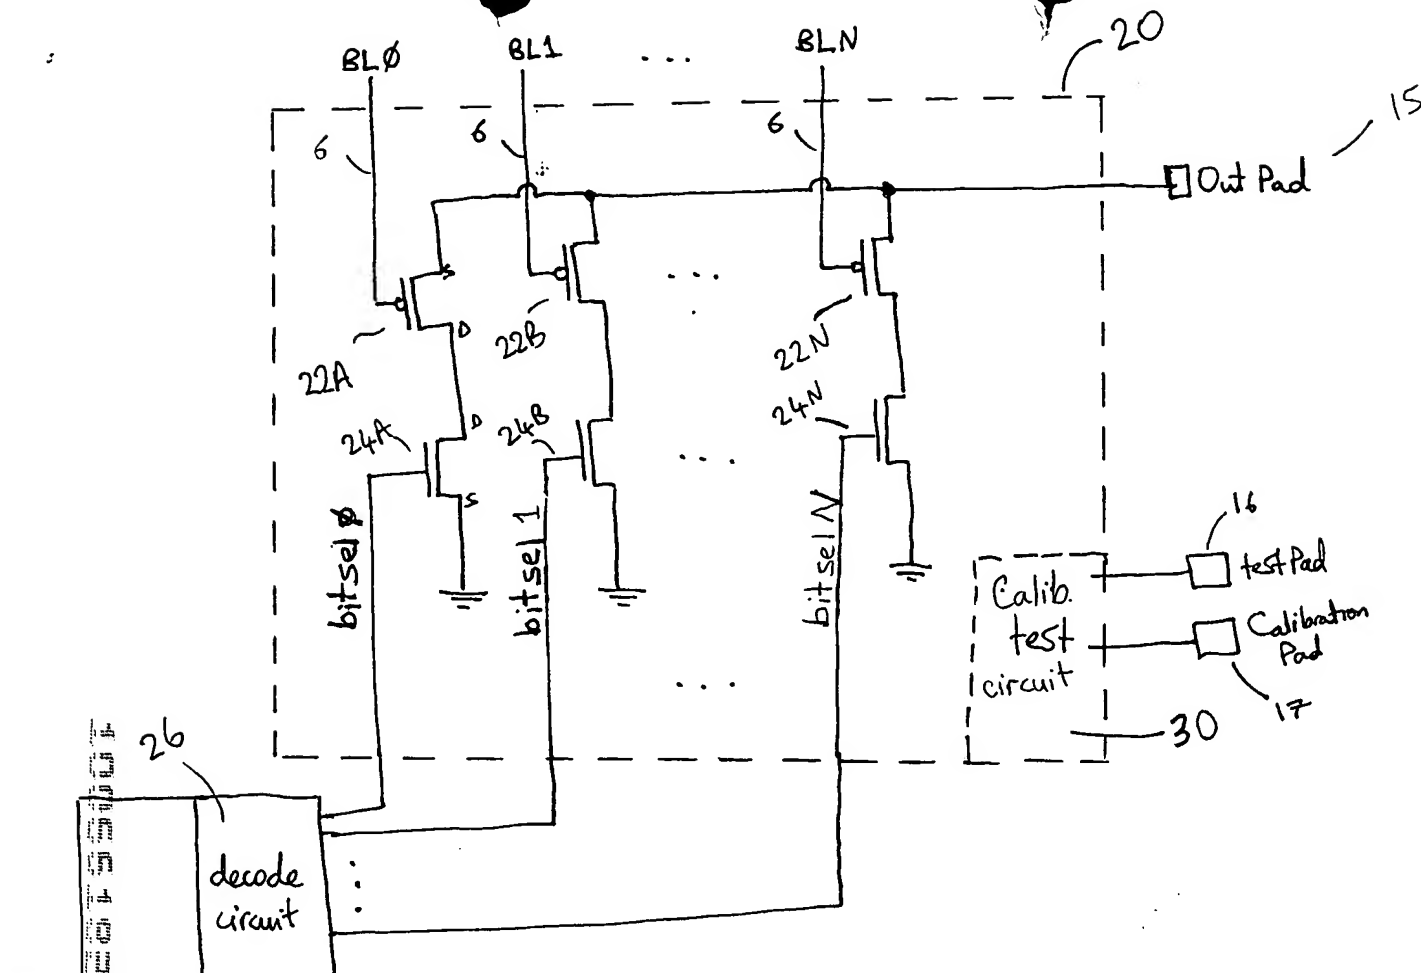 BLØ
BL1
...
BLN
20
15
6
6
6
Out Pad
S
D
22A
22B
...
22N
D
S
24A
24B
...
24N
bitsel Ø
bitsel 1
bitsel N
16
test Pad
Calib.
test
circuit
Calibration
Pad
17
30
...
26
decode
circuit